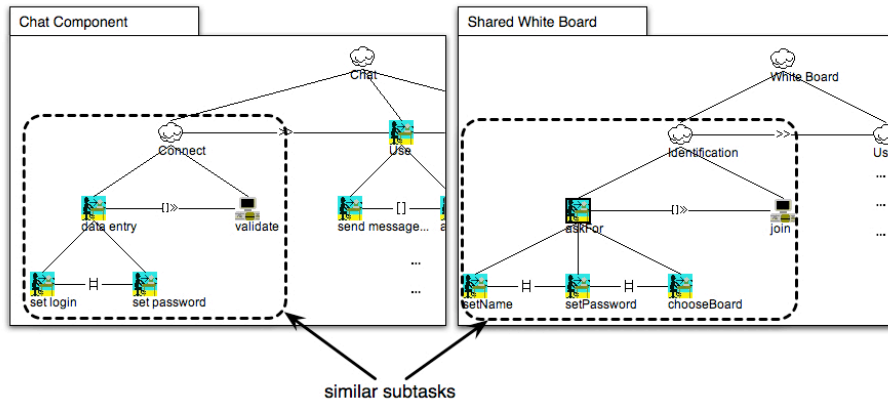 Chat Component
Shared White Board
Chat
White Board
Connect
>>
Use
Identification
>>
Us
data entry
[]»
validate
send message...
[]
a
askFor
[]»
join
...
...
...
...
...
set login
|=|
set password
setName
|=|
setPassword
|=|
chooseBoard
similar subtasks